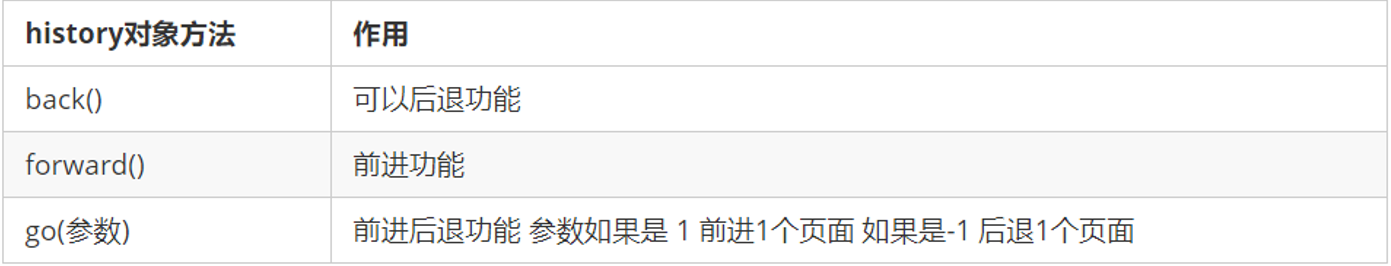 history对象方法 作用
back() 可以后退功能
forward() 前进功能
go(参数) 前进后退功能 参数如果是 1 前进1个页面 如果是-1 后退1个页面